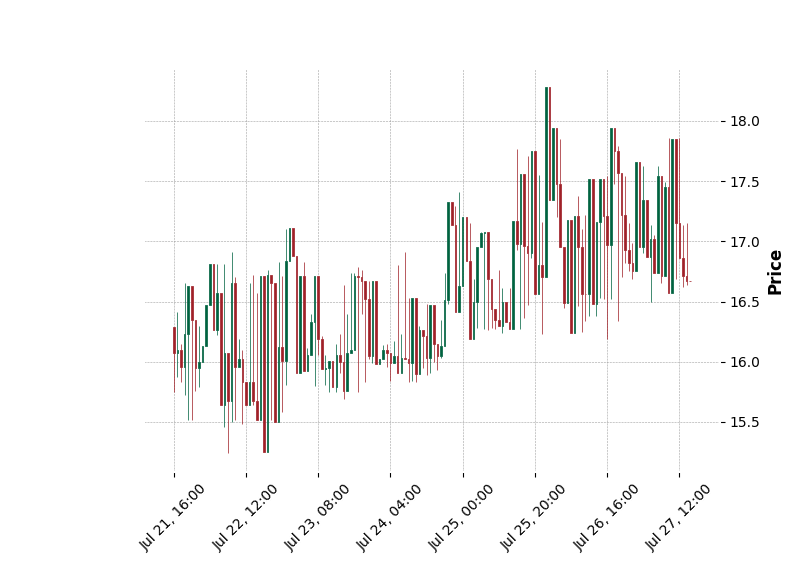 18.0
17.5
17.0
16.5
16.0
15.5
Price
Jul 21, 16:00
Jul 22, 12:00
Jul 23, 08:00
Jul 24, 04:00
Jul 25, 00:00
Jul 25, 20:00
Jul 26, 16:00
Jul 27, 12:00